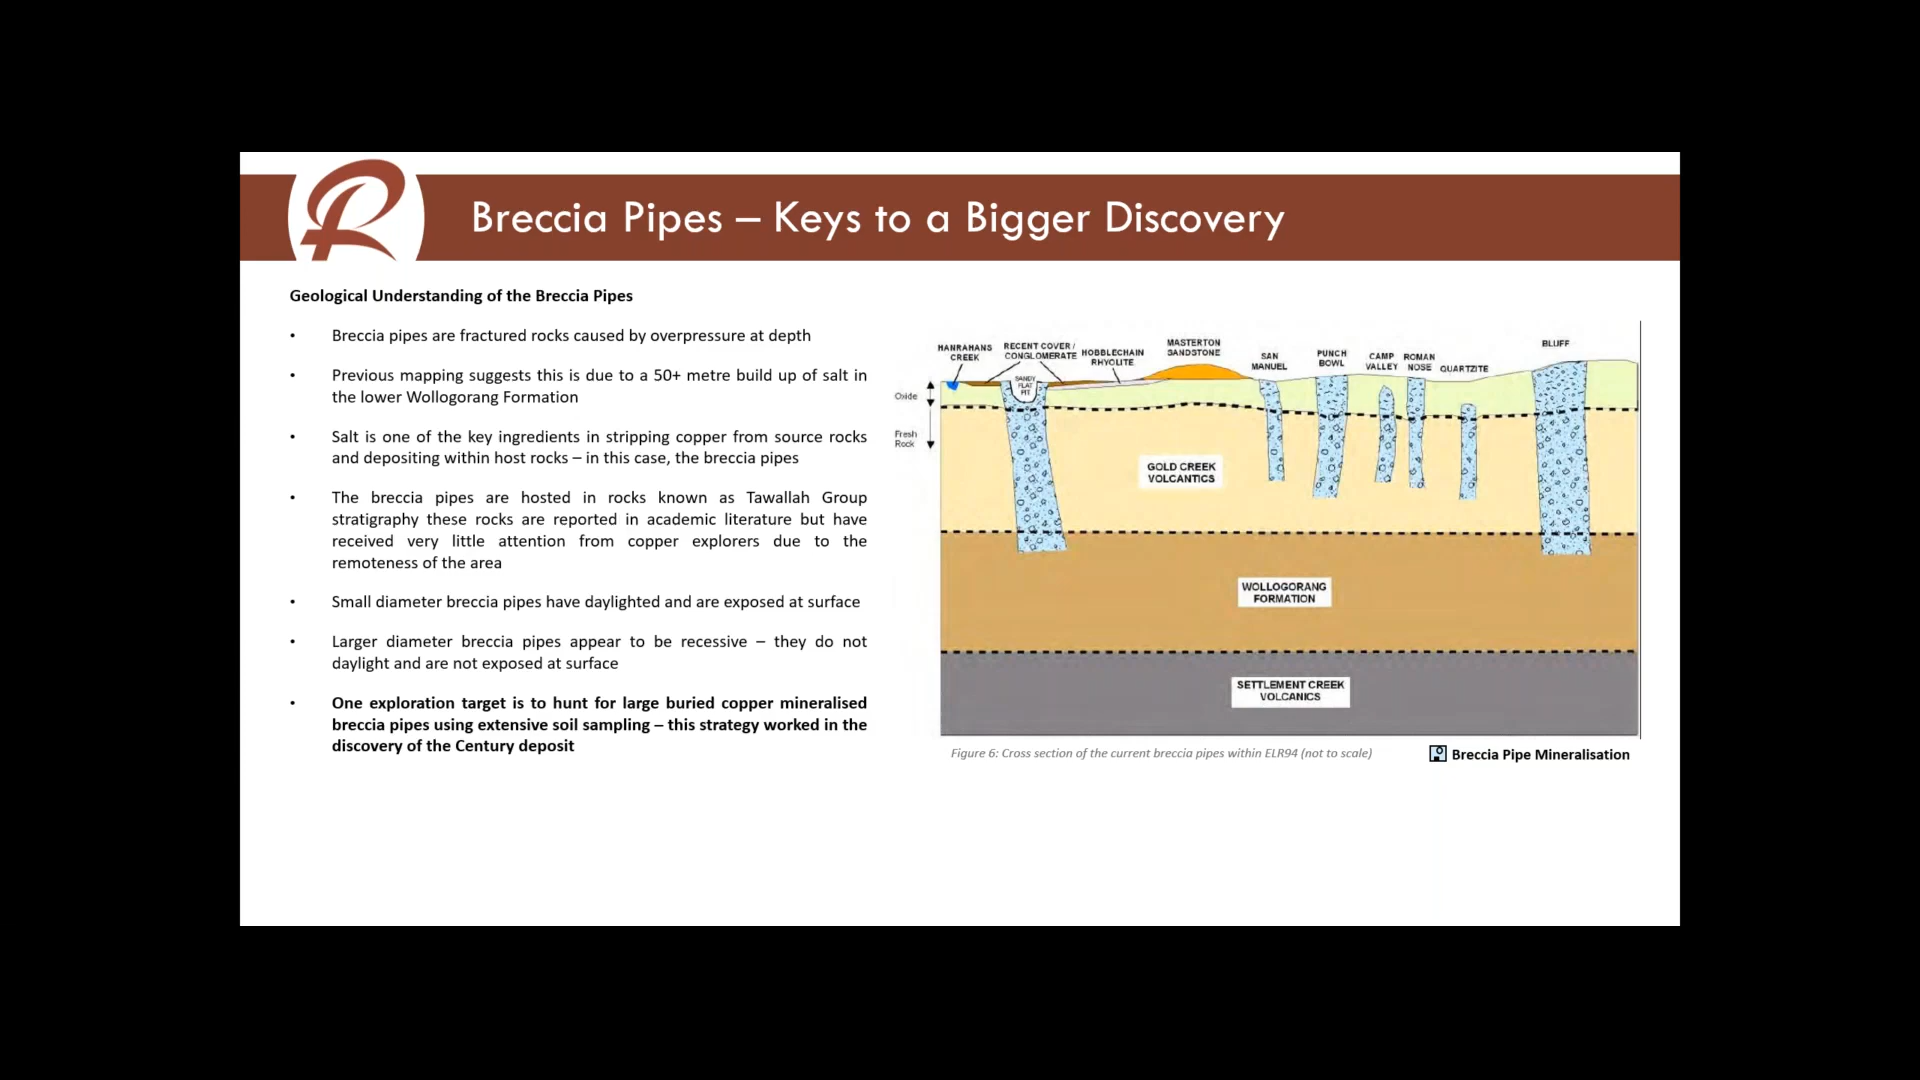 Breccia Pipes – Keys to a Bigger Discovery
Geological Understanding of the Breccia Pipes
• Breccia pipes are fractured rocks caused by overpressure at depth
• Previous mapping suggests this is due to a 50+ metre build up of salt in
the lower Wollogorang Formation
• Salt is one of the key ingredients in stripping copper from source rocks
and depositing within host rocks – in this case, the breccia pipes
• The breccia pipes are hosted in rocks known as Tawallah Group
stratigraphy these rocks are reported in academic literature but have
received very little attention from copper explorers due to the
remoteness of the area
• Small diameter breccia pipes have daylighted and are exposed at surface
• Larger diameter breccia pipes appear to be recessive – they do not
daylight and are not exposed at surface
• One exploration target is to hunt for large buried copper mineralised
breccia pipes using extensive soil sampling – this strategy worked in the
discovery of the Century deposit
HANRAHANS
CREEK
RECENT COVER /
CONGLOMERATE
HOBBLECHAIN
RHYOLITE
MASTERTON
SANDSTONE
SAN
MANUEL
PUNCH
BOWL
CAMP
VALLEY
ROMAN
NOSE
QUARTZITE
BLUFF
SANDY
FLAT
PIT
Oxide
Fresh
Rock
GOLD CREEK
VOLCANTICS
WOLLOGORANG
FORMATION
SETTLEMENT CREEK
VOLCANICS
Figure 6: Cross section of the current breccia pipes within ELR94 (not to scale)
Breccia Pipe Mineralisation